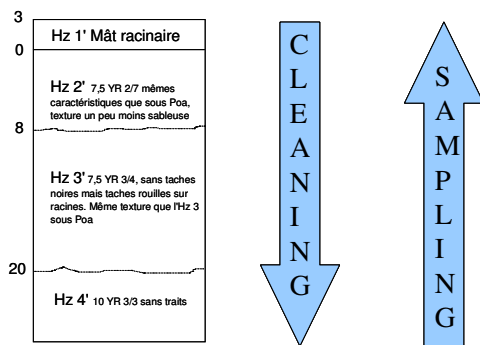 3
Hz 1' Mât racinaire
0
Hz 2' 7,5 YR 2/7 mêmes
caractéristiques que sous Poa,
texture un peu moins sableuse
8
Hz 3' 7,5 YR 3/4, sans taches
noires mais taches rouilles sur
racines. Même texture que l'Hz 3
sous Poa
20
Hz 4' 10 YR 3/3 sans traits
CLEANING
SAMPLING